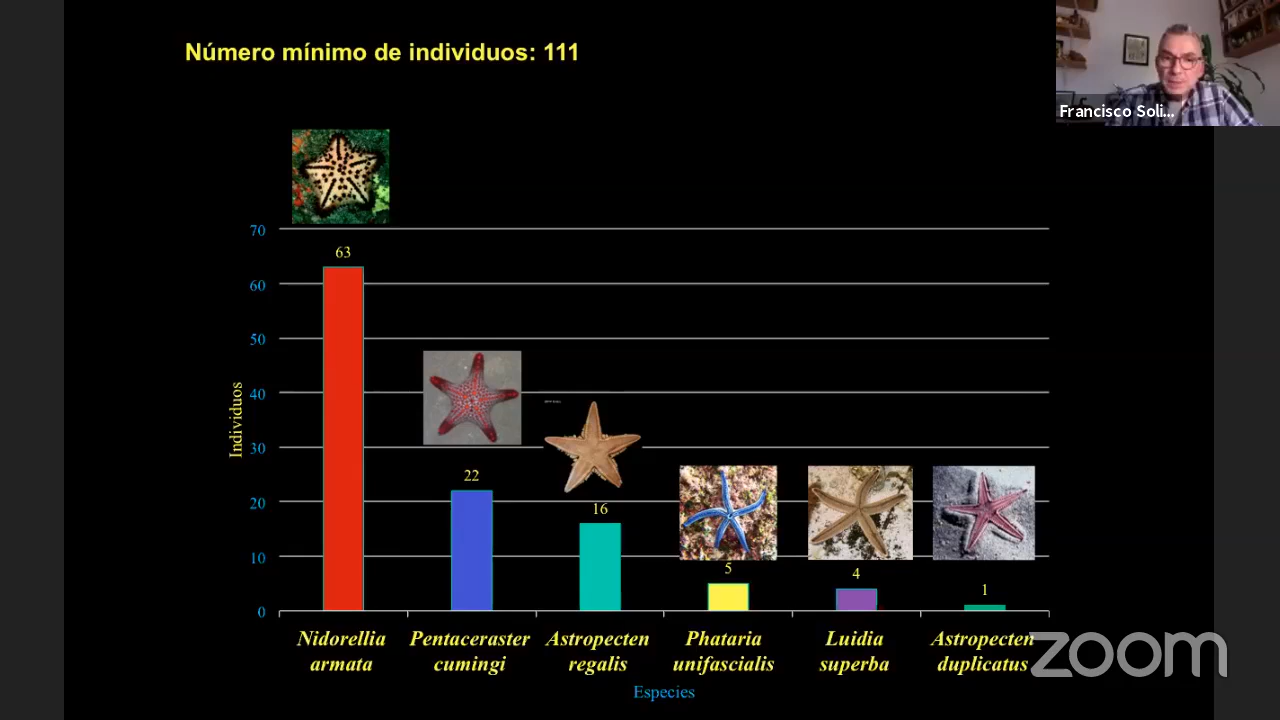 Número mínimo de individuos: 111
Francisco Soli...
70
60
50
40
30
20
10
0
Individuos
63
22
16
5
4
1
Nidorellia
armata
Pentaceraster
cumingi
Astropecten
regalis
Phataria
unifascialis
Luidia
superba
Astropecten
duplicatus
Especies
zoom